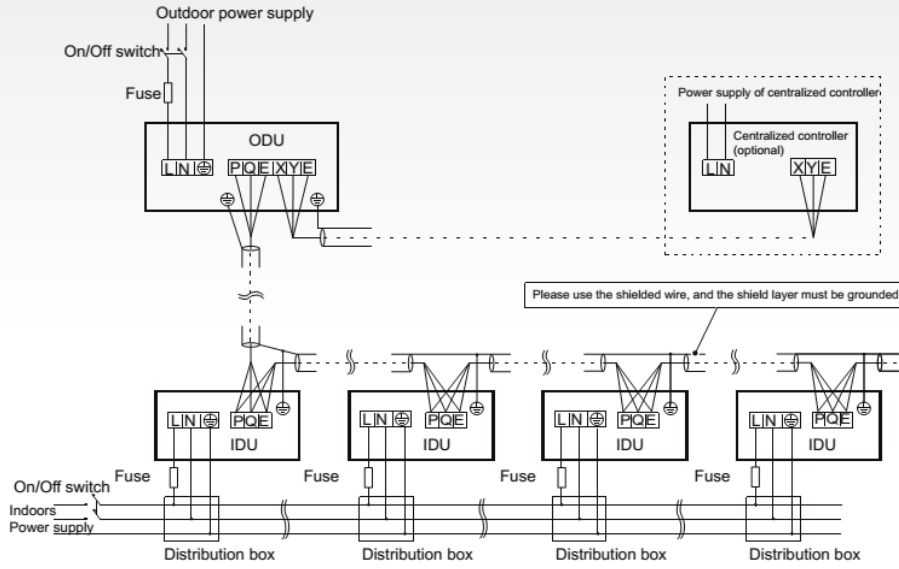 Outdoor power supply
On/Off switch
Fuse
ODU
L N
P Q E X Y E
Power supply of centralized controller
Centralized controller
(optional)
L N
X Y E
Please use the shielded wire, and the shield layer must be grounded
L N
P Q E
IDU
L N
P Q E
IDU
L N
P Q E
IDU
L N
P Q E
IDU
Fuse
Fuse
Fuse
Fuse
On/Off switch
Indoors
Power supply
Distribution box
Distribution box
Distribution box
Distribution box